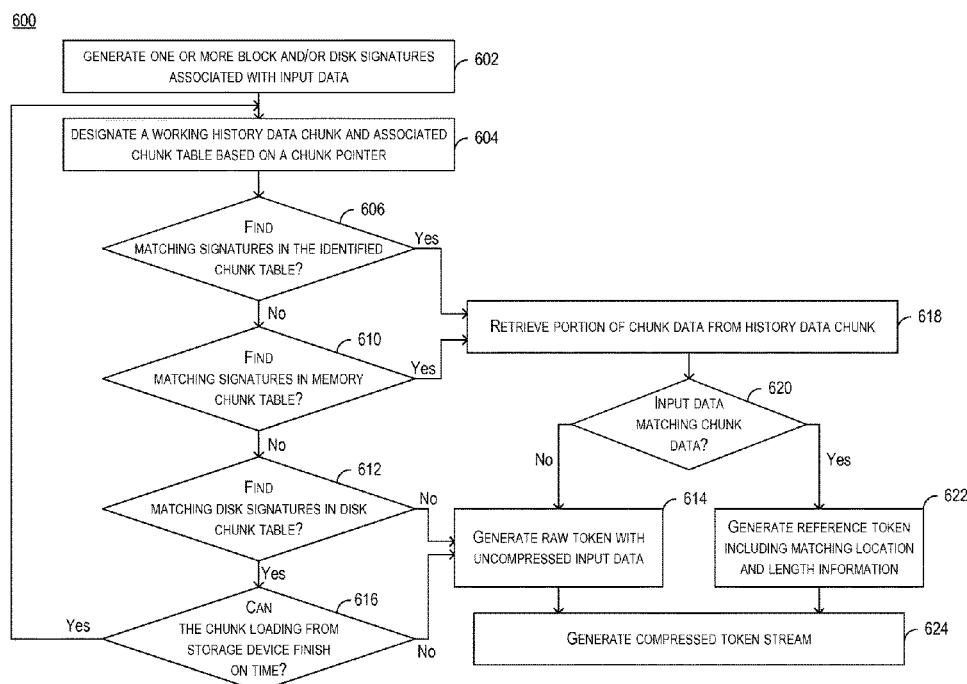 600
GENERATE ONE OR MORE BLOCK AND/OR DISK SIGNATURES
ASSOCIATED WITH INPUT DATA
602
DESIGNATE A WORKING HISTORY DATA CHUNK AND ASSOCIATED
CHUNK TABLE BASED ON A CHUNK POINTER
604
606
FIND
MATCHING SIGNATURES IN THE IDENTIFIED
CHUNK TABLE?
Yes
No
RETRIEVE PORTION OF CHUNK DATA FROM HISTORY DATA CHUNK
618
610
FIND
MATCHING SIGNATURES IN MEMORY
CHUNK TABLE?
Yes
No
620
INPUT DATA
MATCHING CHUNK
DATA?
No
Yes
612
FIND
MATCHING DISK SIGNATURES IN DISK
CHUNK TABLE?
No
Yes
614
GENERATE RAW TOKEN WITH
UNCOMPRESSED INPUT DATA
622
GENERATE REFERENCE TOKEN
INCLUDING MATCHING LOCATION
AND LENGTH INFORMATION
616
CAN
THE CHUNK LOADING FROM
STORAGE DEVICE FINISH
ON TIME?
Yes
No
GENERATE COMPRESSED TOKEN STREAM
624